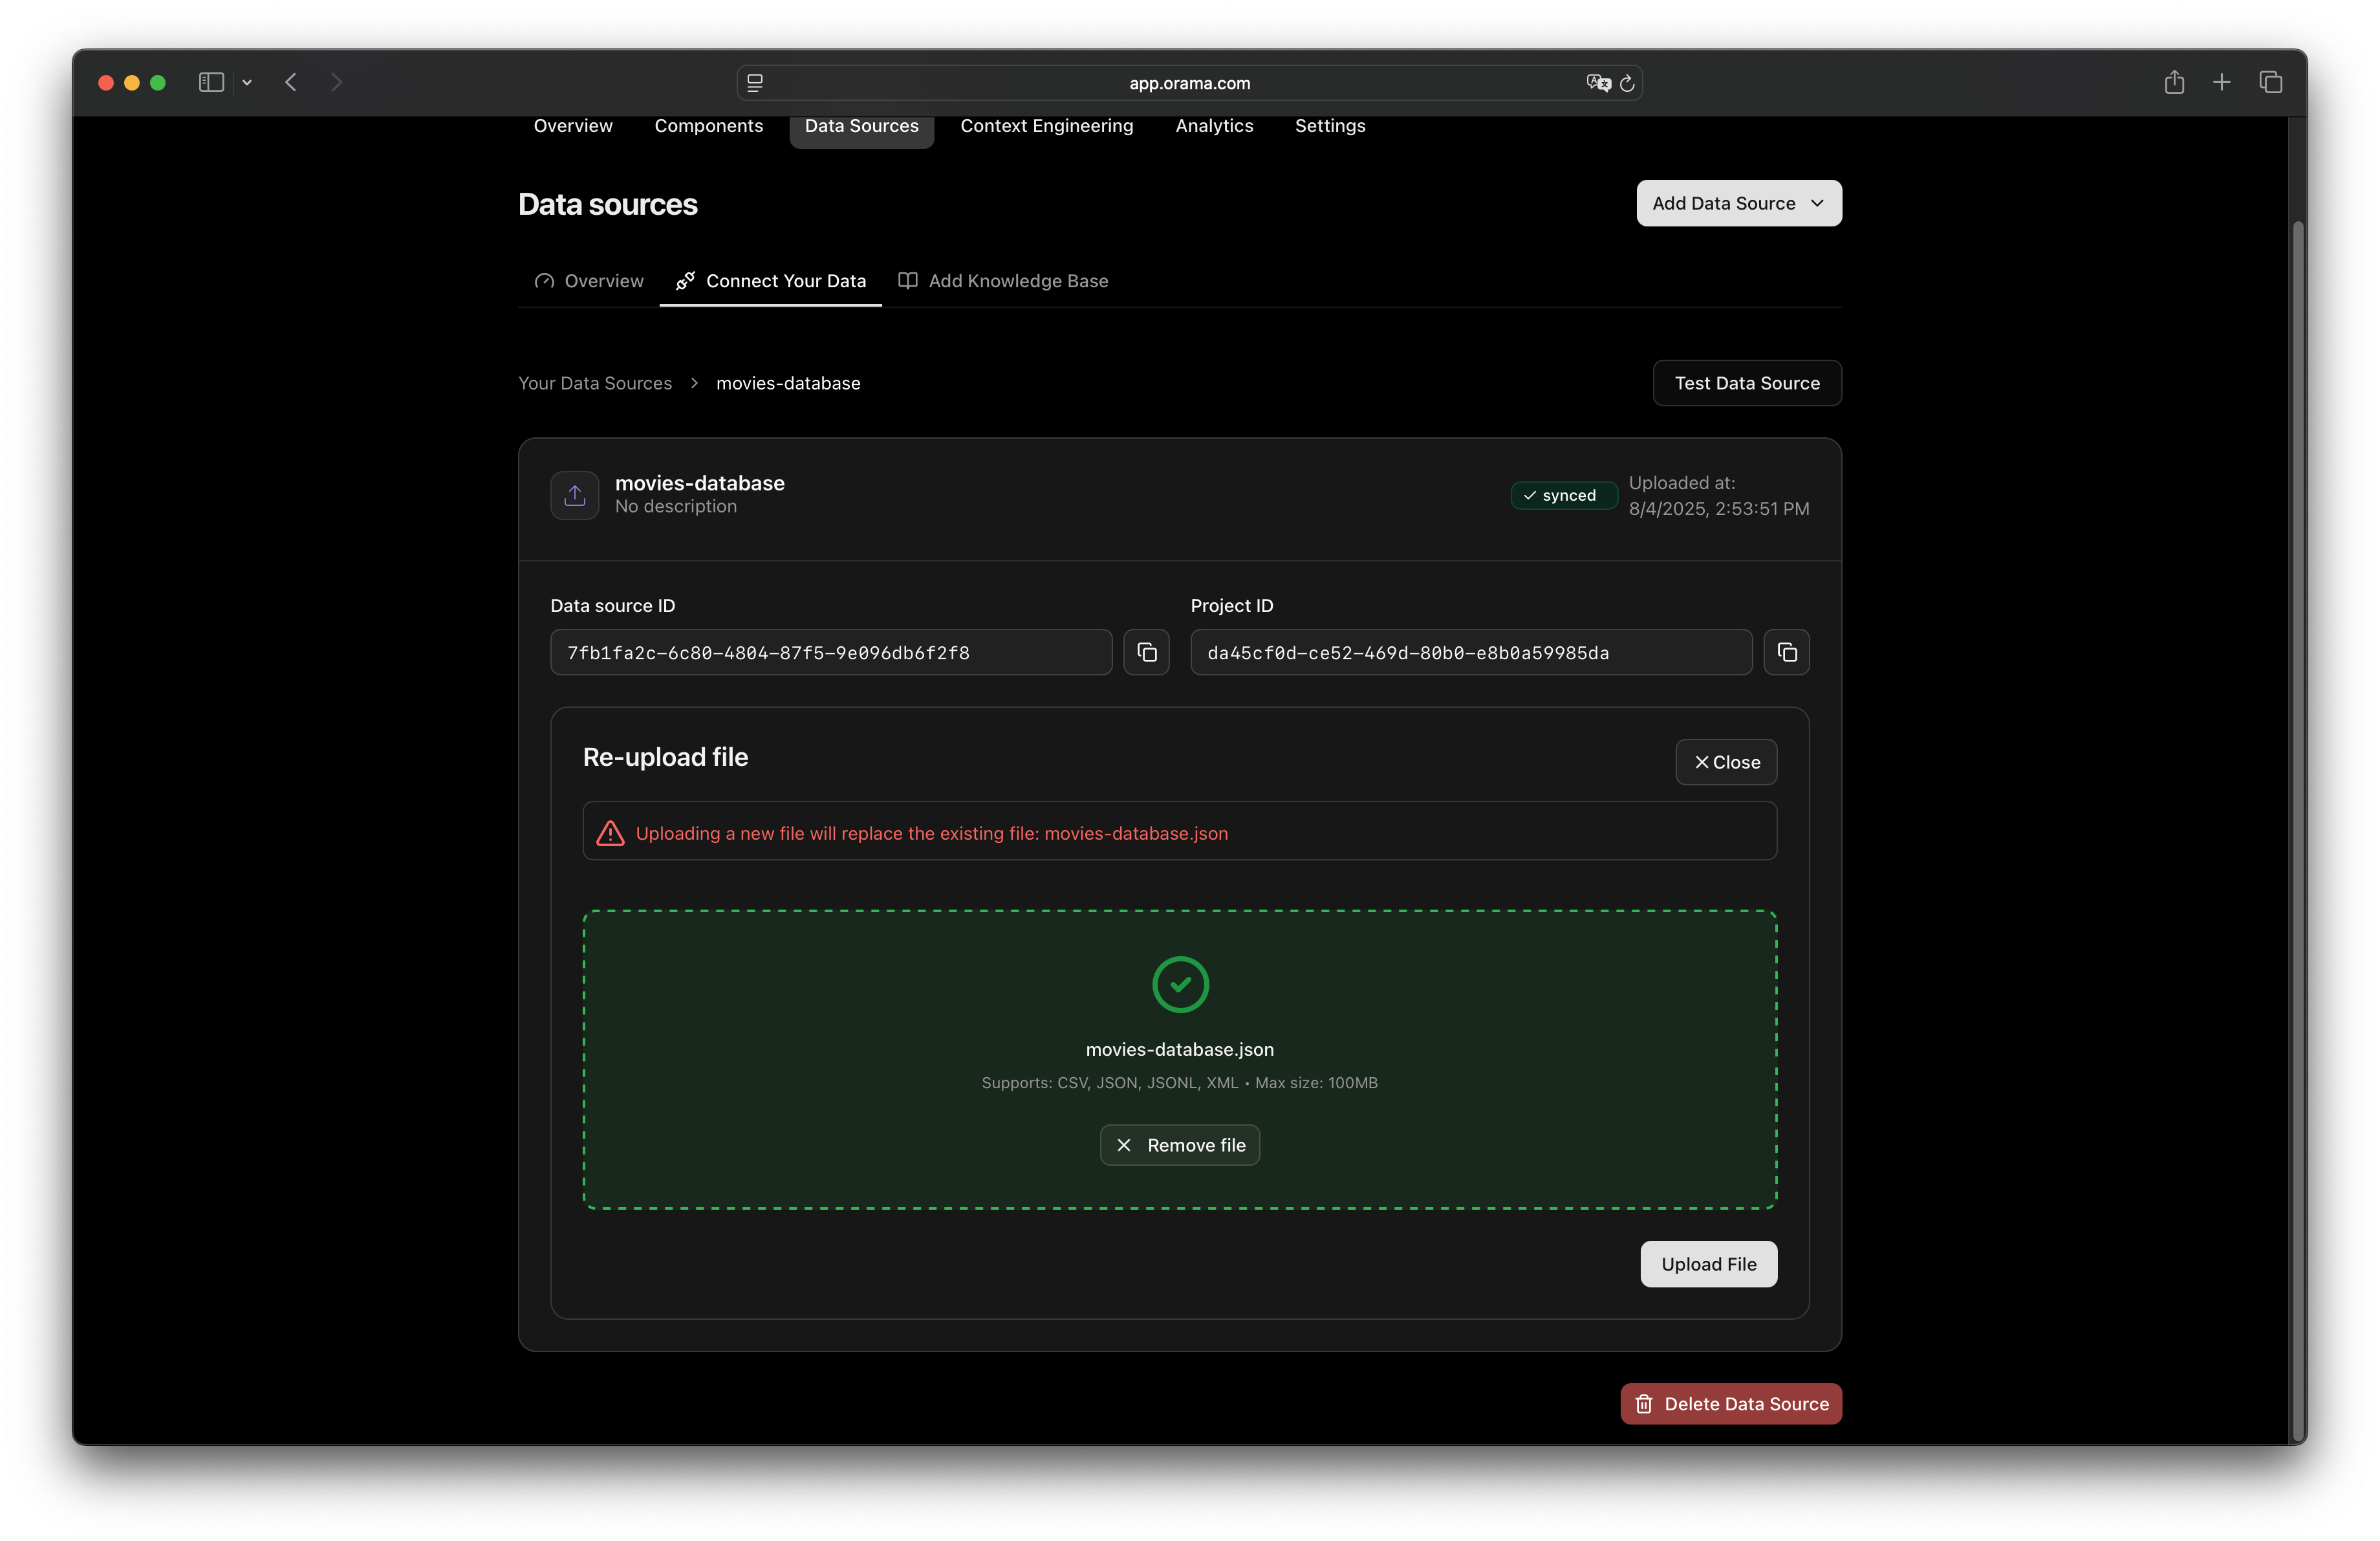 app.orama.com
Overview
Components
Data Sources
Context Engineering
Analytics
Settings
Data sources
Add Data Source
Overview
Connect Your Data
Add Knowledge Base
Your Data Sources
movies-database
Test Data Source
movies-database
No description
synced
Uploaded at:
8/4/2025, 2:53:51 PM
Data source ID
7fb1fa2c-6c80-4804-87f5-9e096db6f2f8
Project ID
da45cf0d-ce52-469d-80b0-e8b0a59985da
Re-upload file
Close
Uploading a new file will replace the existing file: movies-database.json
movies-database.json
Supports: CSV, JSON, JSONL, XML • Max size: 100MB
Remove file
Upload File
Delete Data Source